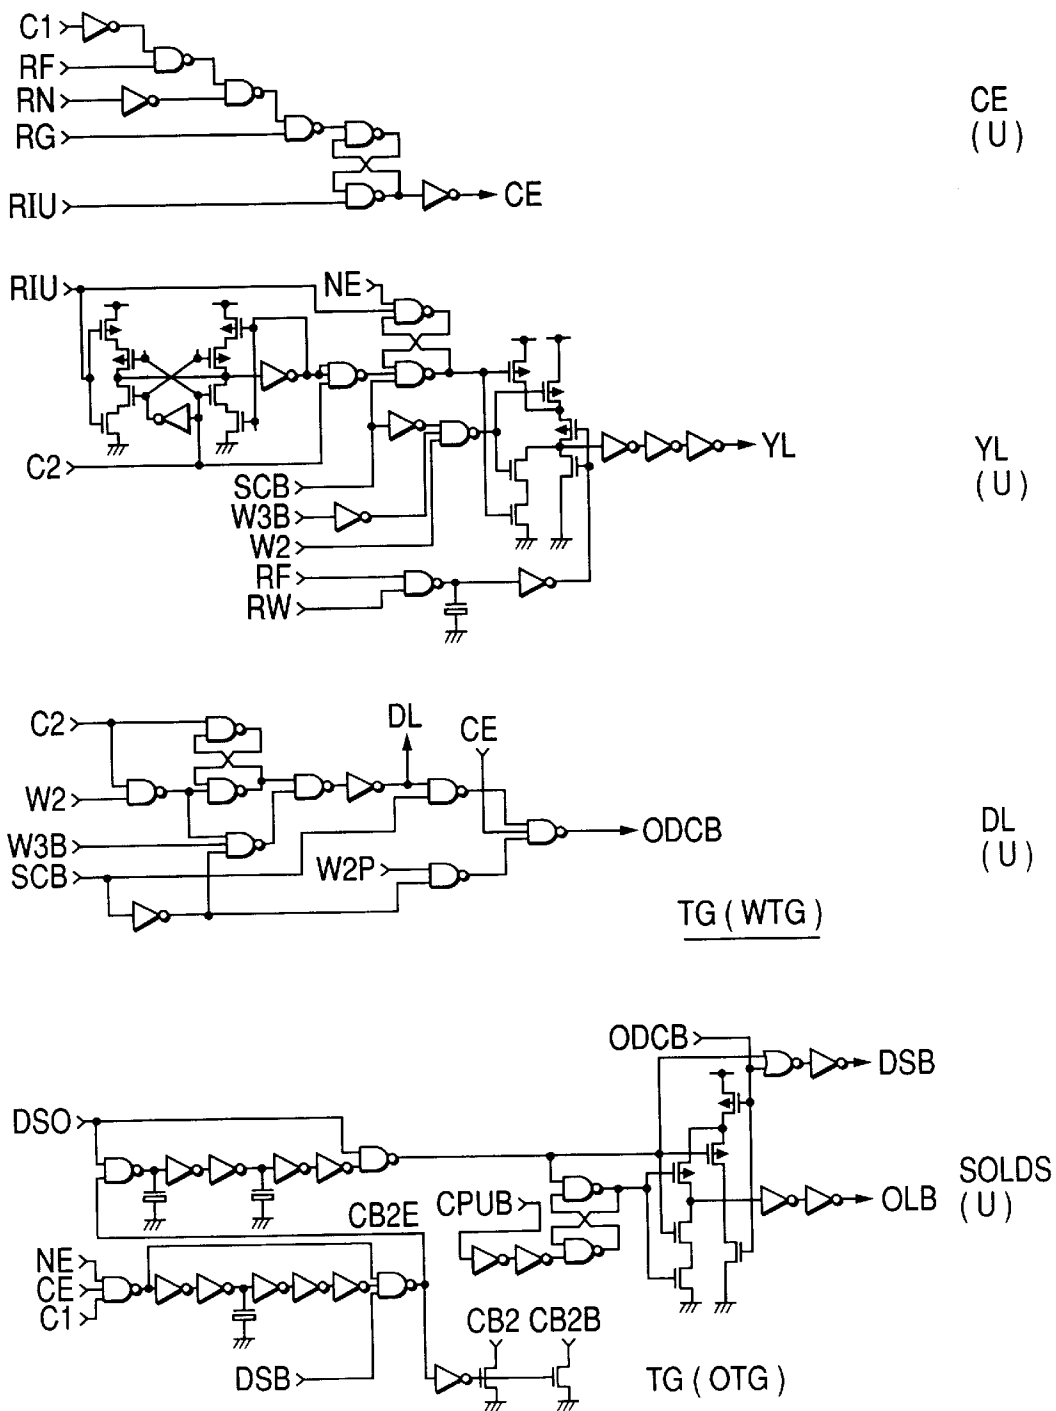 C1
RF
RN
RG
RIU
CE
CE
(U)
RIU
NE
C2
SCB
W3B
W2
RF
RW
YL
YL
(U)
C2
W2
W3B
SCB
DL
CE
W2P
ODCB
DL
(U)
TG (WTG)
ODCB
DSB
DSO
CB2E
CPUB
OLB
SOLDS
(U)
NE
CE
C1
DSB
CB2 CB2B
TG (OTG)